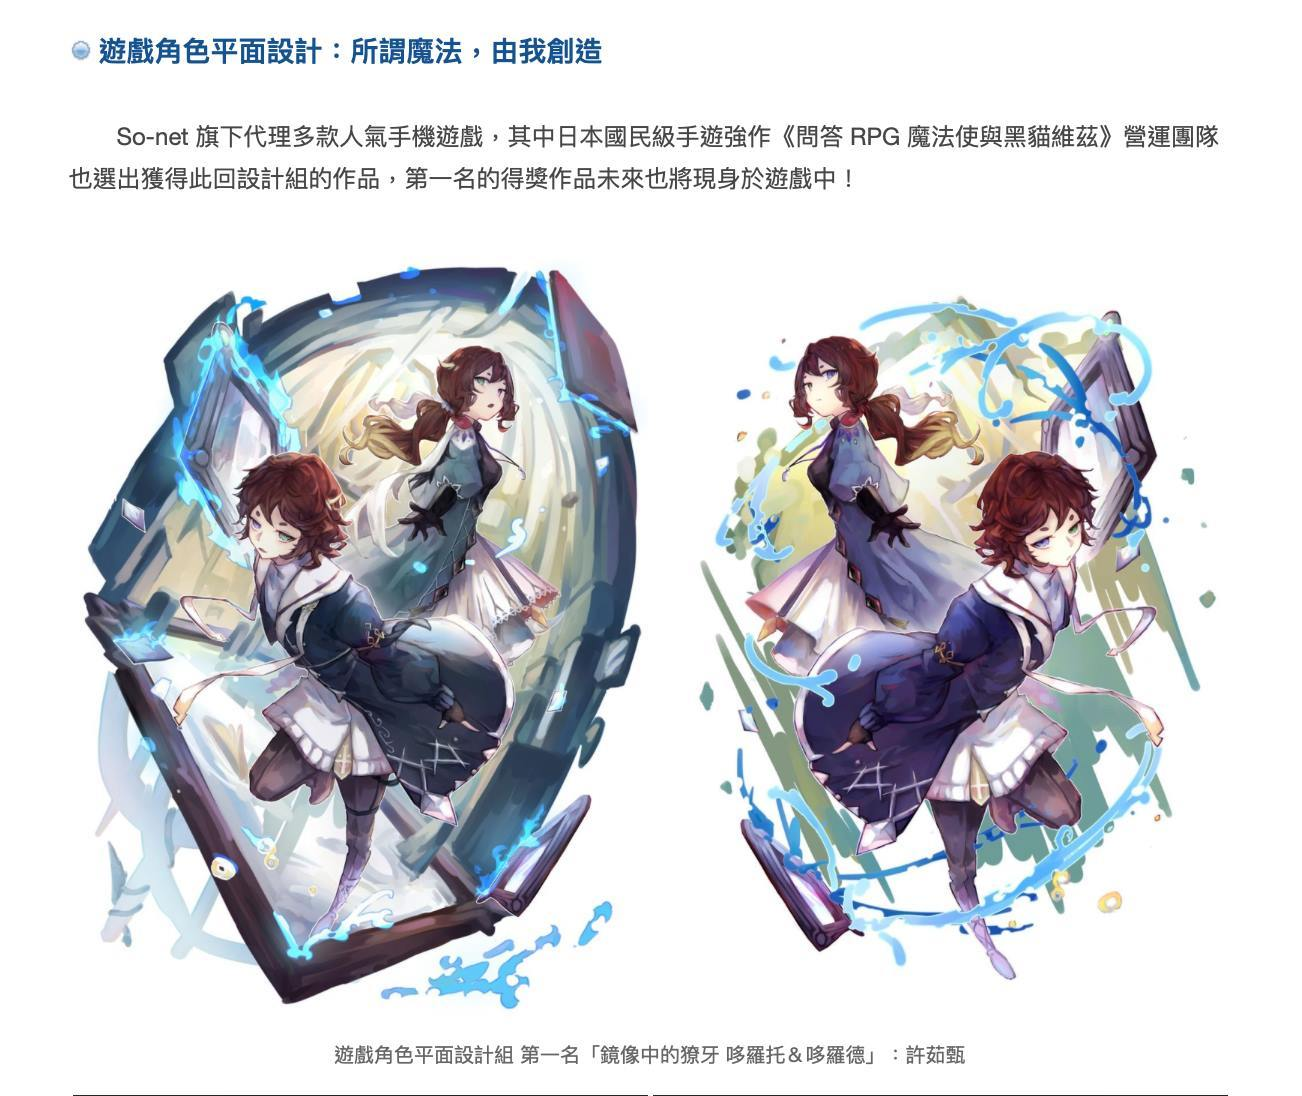 遊戲角色平面設計：所謂魔法，由我創造
So-net 旗下代理多款人氣手機遊戲，其中日本國民級手遊強作《問答 RPG 魔法使與黑貓維茲》營運團隊
也選出獲得此回設計組的作品，第一名的得獎作品未來也將現身於遊戲中！
遊戲角色平面設計組 第一名「鏡像中的獠牙 哆羅托＆哆羅德」：許茹甄